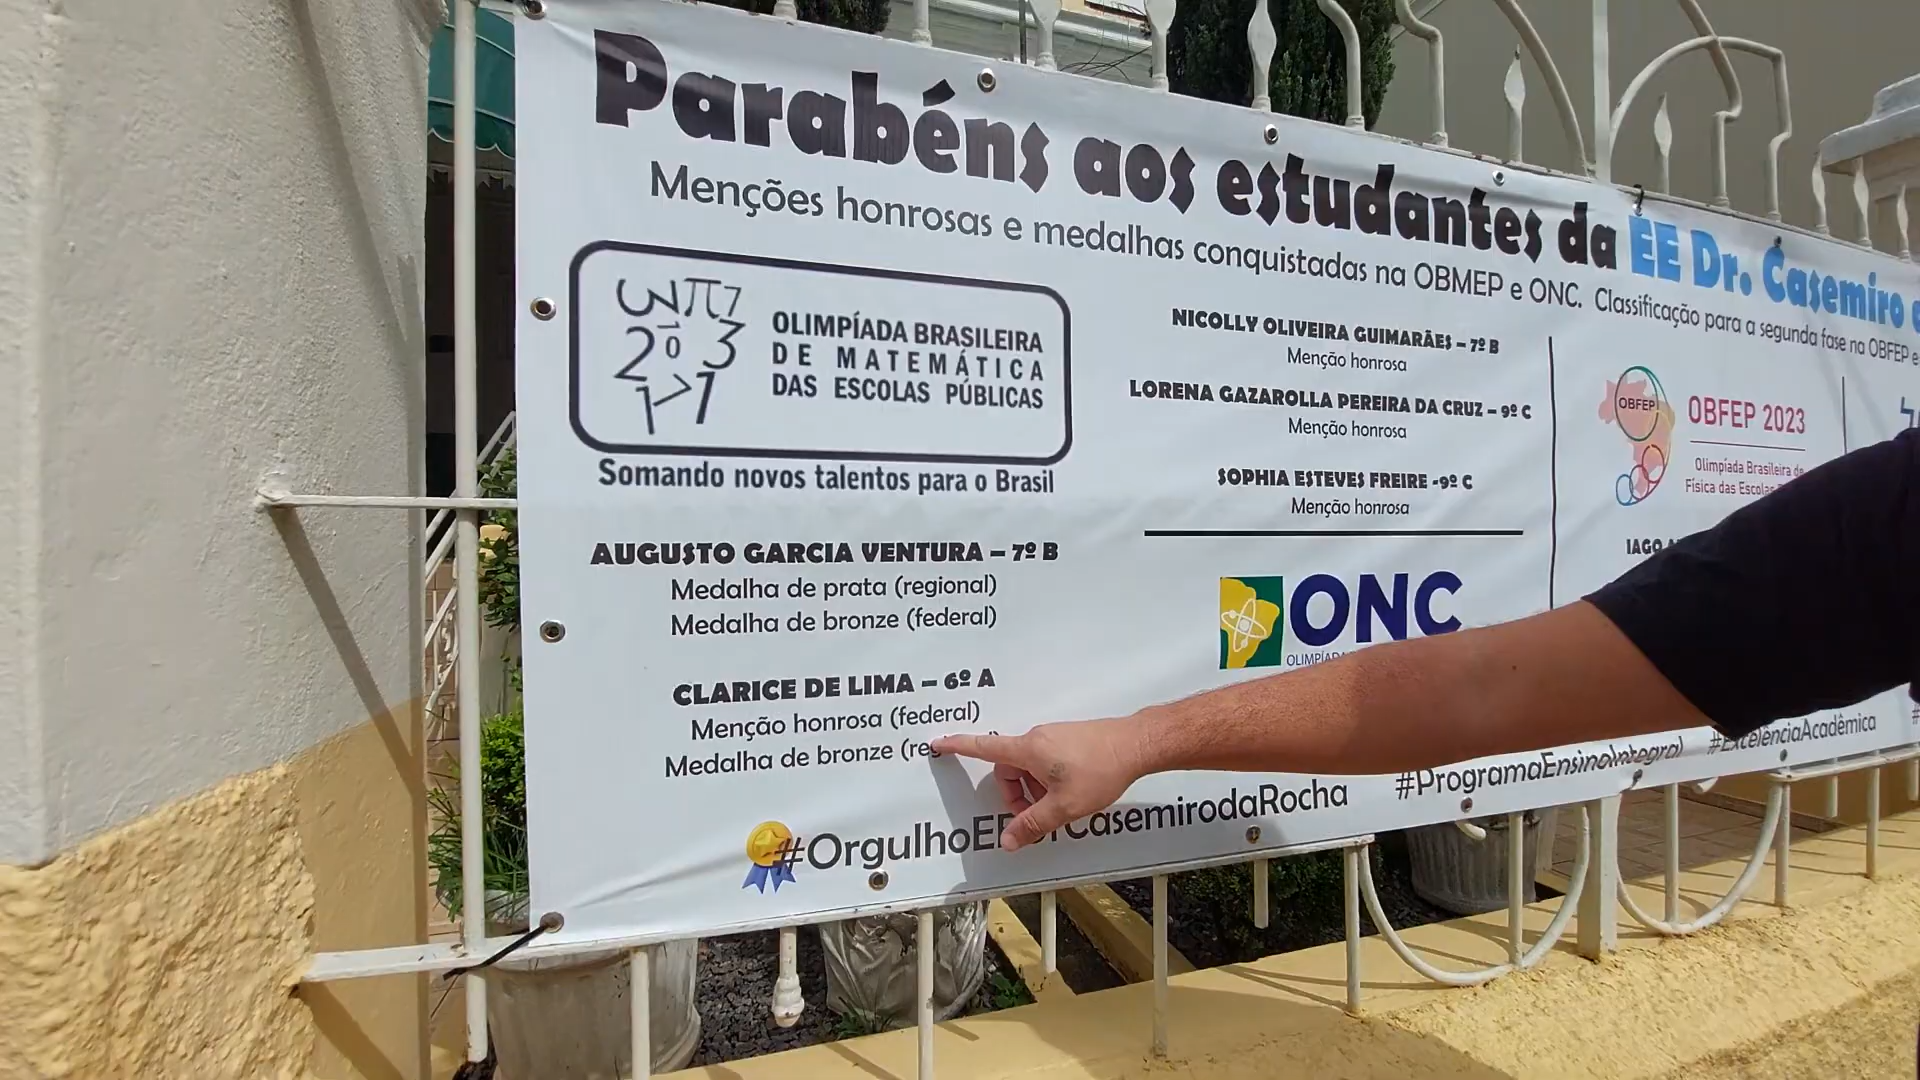 Parabéns aos estudantes da EE Dr. Casemiro
Menções honrosas e medalhas conquistadas na OBMEP e ONC. Classificação para a segunda fase na OBFEP e
OLIMPÍADA BRASILEIRA
DE MATEMÁTICA
DAS ESCOLAS PÚBLICAS
Somando novos talentos para o Brasil
AUGUSTO GARCIA VENTURA – 7º B
Medalha de prata (regional)
Medalha de bronze (federal)
CLARICE DE LIMA – 6º A
Menção honrosa (federal)
Medalha de bronze
NICOLLY OLIVEIRA GUIMARÃES – 7º B
Menção honrosa
LORENA GAZAROLLA PEREIRA DA CRUZ – 9º C
Menção honrosa
SOPHIA ESTEVES FREIRE -9º C
Menção honrosa
ONC
OBFEP
OBFEP 2023
Olimpíada Brasileira de
Física das Escolas
IAGO
#ProgramaEnsinoIntegral
#ExcelênciaAcadêmica